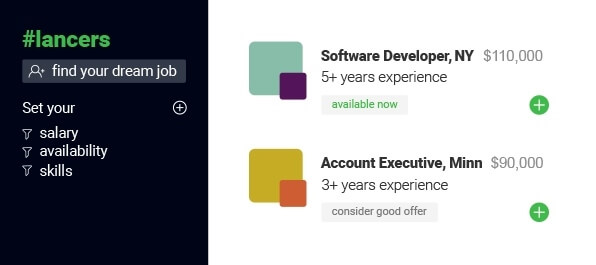 #lancers
find your dream job
Set your
salary
availability
skills
Software Developer, NY $110,000
5+ years experience
available now
Account Executive, Minn $90,000
3+ years experience
consider good offer